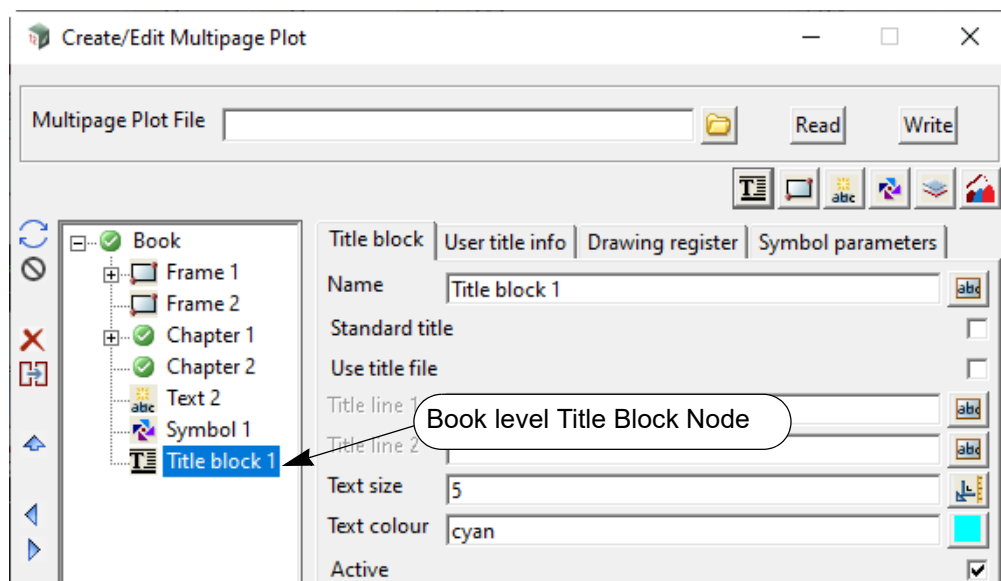 Create/Edit Multipage Plot
Multipage Plot File
Read
Write
Book
Frame 1
Frame 2
Chapter 1
Chapter 2
abc Text 2
Symbol 1
Title block 1
Title block
User title info
Drawing register
Symbol parameters
Name
Title block 1
Standard title
Use title file
Title line 1
Title line 2
Book level Title Block Node
Text size
5
Text colour
cyan
Active